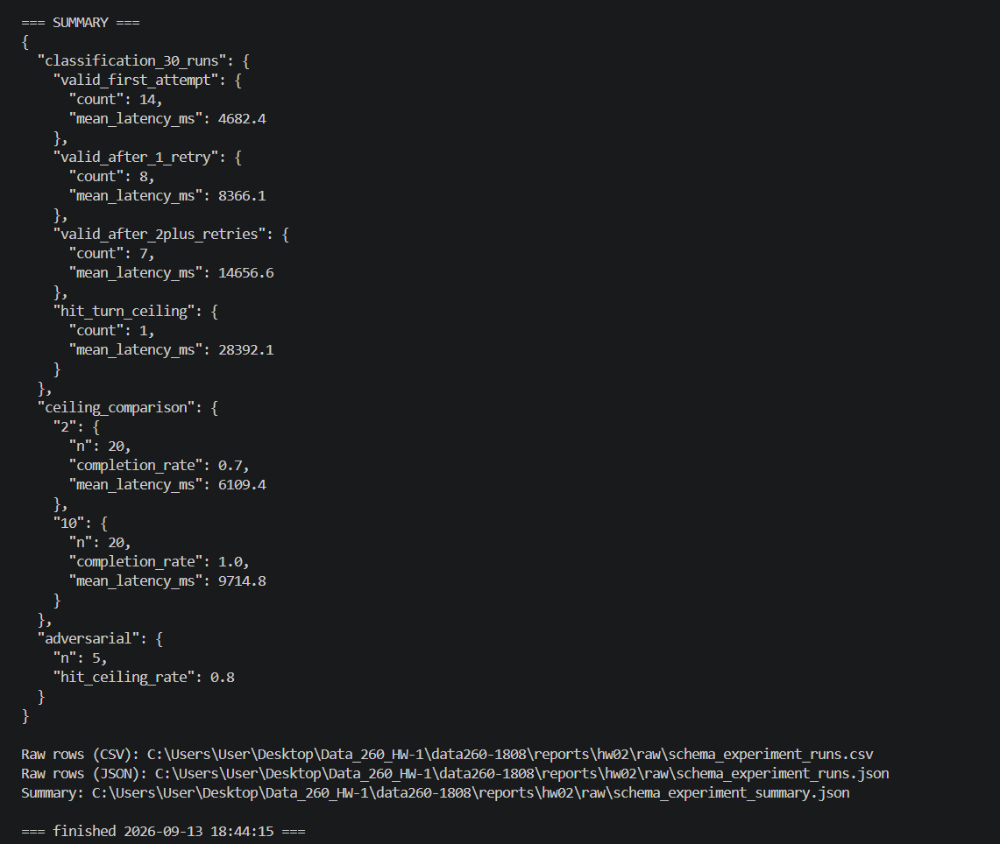 === SUMMARY ===
{
  "classification_30_runs": {
    "valid_first_attempt": {
      "count": 14,
      "mean_latency_ms": 4682.4
    },
    "valid_after_1_retry": {
      "count": 8,
      "mean_latency_ms": 8366.1
    },
    "valid_after_2plus_retries": {
      "count": 7,
      "mean_latency_ms": 14656.6
    },
    "hit_turn_ceiling": {
      "count": 1,
      "mean_latency_ms": 28392.1
    }
  },
  "ceiling_comparison": {
    "2": {
      "n": 20,
      "completion_rate": 0.7,
      "mean_latency_ms": 6109.4
    },
    "10": {
      "n": 20,
      "completion_rate": 1.0,
      "mean_latency_ms": 9714.8
    }
  },
  "adversarial": {
    "n": 5,
    "hit_ceiling_rate": 0.8
  }
}
Raw rows (CSV): C:\Users\User\Desktop\Data_260_HW-1\data260-1808\reports\hw02\raw\schema_experiment_runs.csv
Raw rows (JSON): C:\Users\User\Desktop\Data_260_HW-1\data260-1808\reports\hw02\raw\schema_experiment_runs.json
Summary: C:\Users\User\Desktop\Data_260_HW-1\data260-1808\reports\hw02\raw\schema_experiment_summary.json
=== finished 2026-09-13 18:44:15 ===